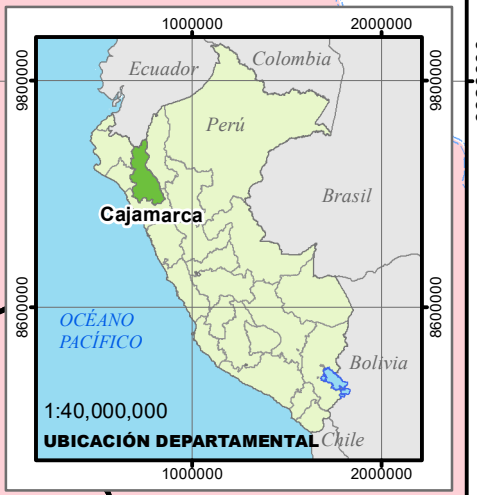 1000000 2000000
9800000
9800000
Ecuador
Colombia
Perú
Brasil
Cajamarca
8600000
8600000
OCÉANO
PACÍFICO
Bolivia
1:40,000,000
UBICACIÓN DEPARTAMENTAL
Chile
1000000 2000000